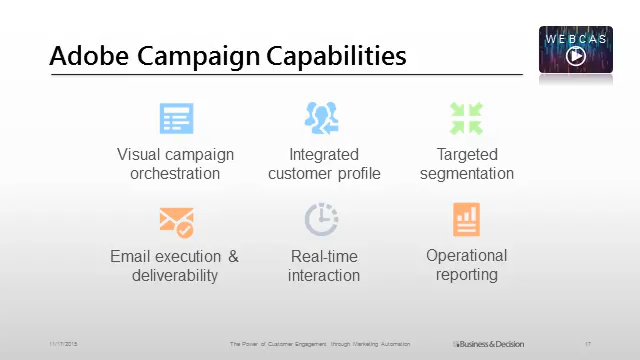 WEBCAS
Adobe Campaign Capabilities
Visual campaign
orchestration
Integrated
customer profile
Targeted
segmentation
Email execution &
deliverability
Real-time
interaction
Operational
reporting
11/17/2015
The Power of Customer Engagement through Marketing Automation
Business&Decision
17